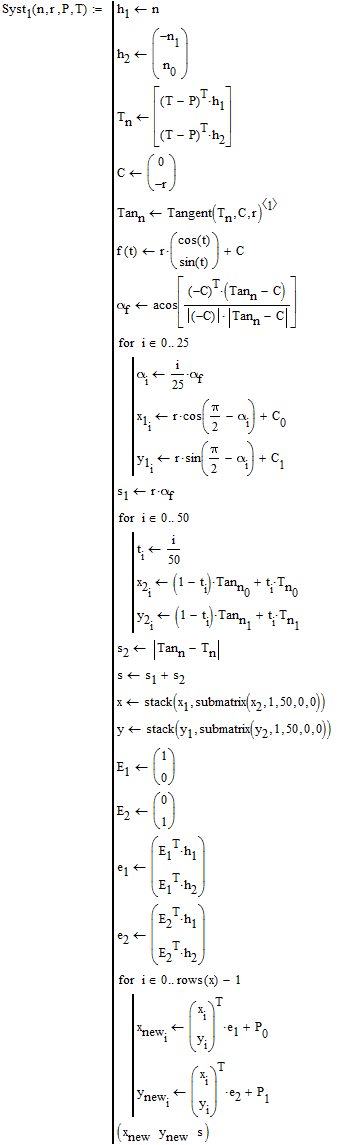 Syst₁(n,r,P,T) := h₁ ← n
h₂ ← (−n₁
n₀)
Tₙ ← [(T − P)ᵀ·h₁
(T − P)ᵀ·h₂]
C ← (0
−r)
Tanₙ ← Tangent(Tₙ,C,r)^⟨1⟩
f(t) ← r·(cos(t)
sin(t)) + C
α_f ← acos[(−C)ᵀ·(Tanₙ − C)
|(−C)|·|Tanₙ − C|]
for i ∈ 0..25
αᵢ ← i/25·α_f
x₁ᵢ ← r·cos(π/2 − αᵢ) + C₀
y₁ᵢ ← r·sin(π/2 − αᵢ) + C₁
s₁ ← r·α_f
for i ∈ 0..50
tᵢ ← i/50
x₂ᵢ ← (1 − tᵢ)·Tanₙ₀ + tᵢ·Tₙ₀
y₂ᵢ ← (1 − tᵢ)·Tanₙ₁ + tᵢ·Tₙ₁
s₂ ← |Tanₙ − Tₙ|
s ← s₁ + s₂
x ← stack(x₁,submatrix(x₂,1,50,0,0))
y ← stack(y₁,submatrix(y₂,1,50,0,0))
E₁ ← (1
0)
E₂ ← (0
1)
e₁ ← (E₁ᵀ·h₁
E₁ᵀ·h₂)
e₂ ← (E₂ᵀ·h₁
E₂ᵀ·h₂)
for i ∈ 0..rows(x) − 1
x_newᵢ ← (xᵢ
yᵢ)ᵀ·e₁ + P₀
y_newᵢ ← (xᵢ
yᵢ)ᵀ·e₂ + P₁
(x_new y_new s)